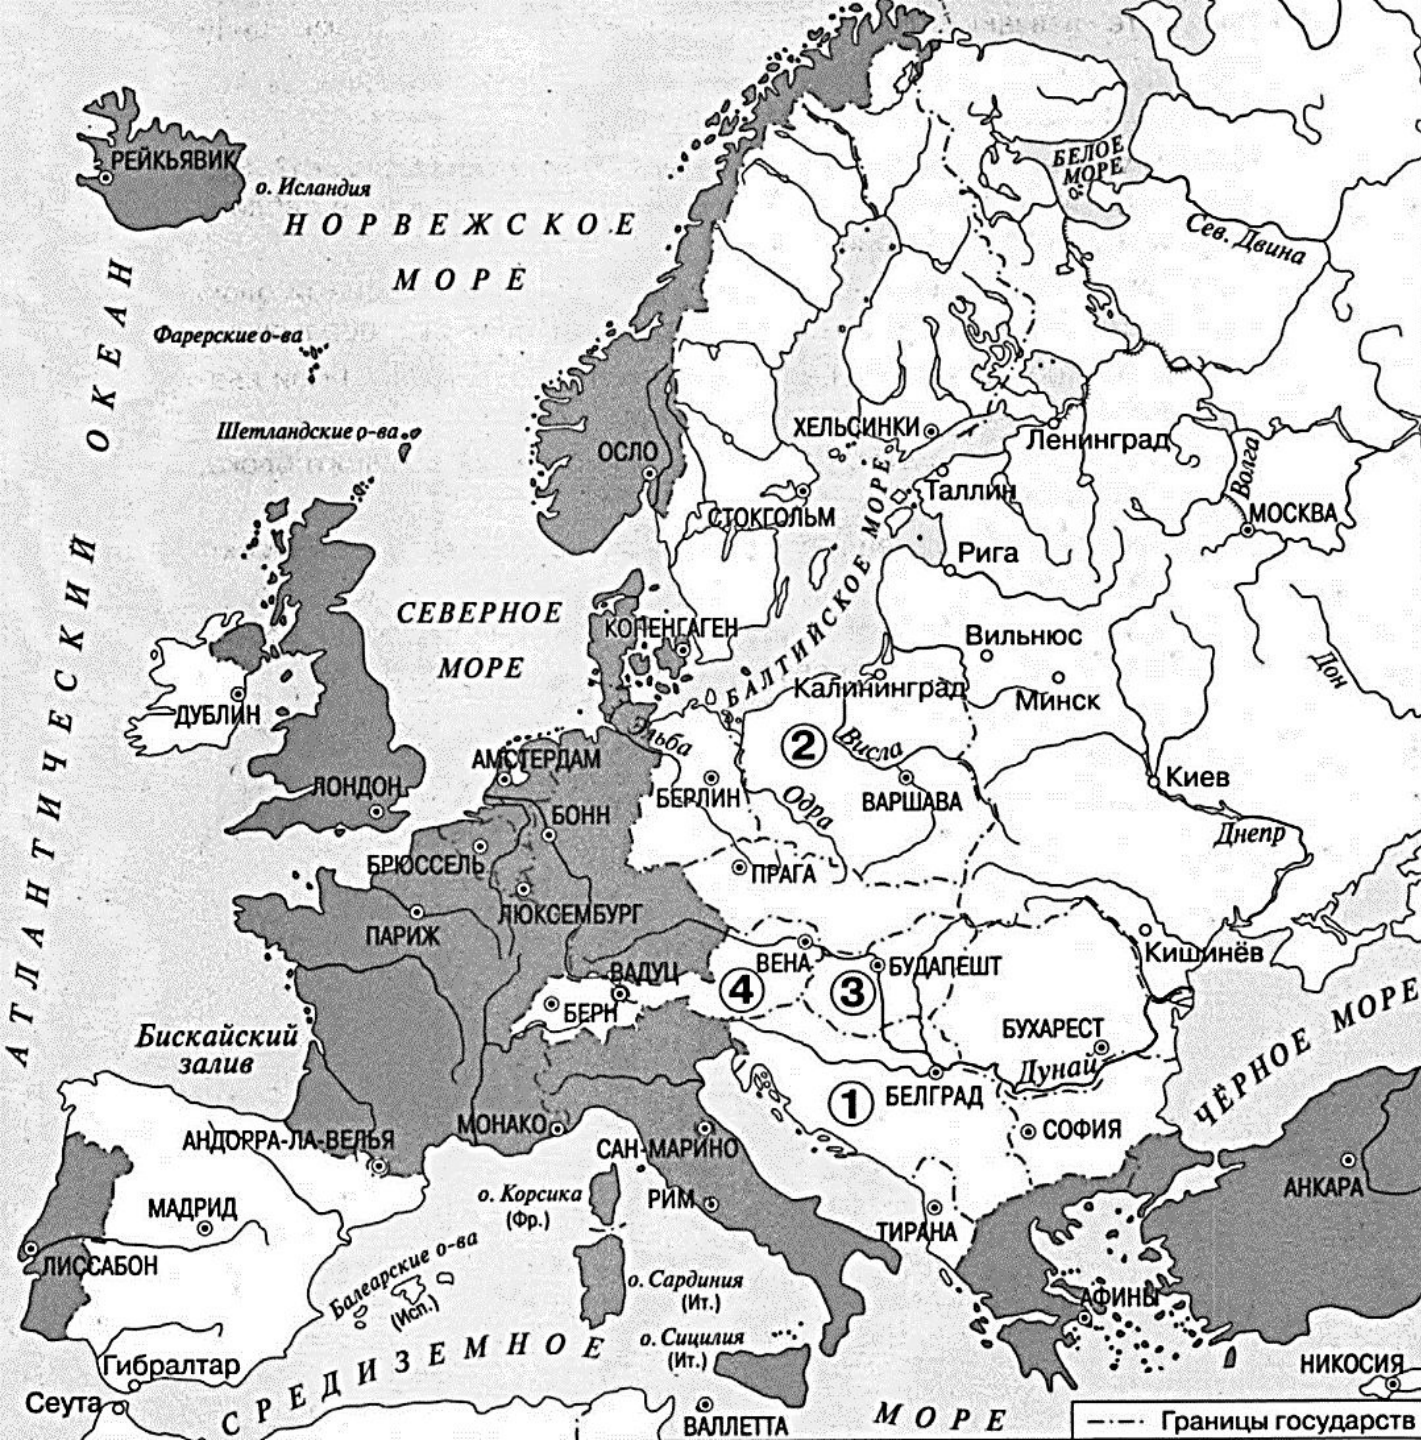 РЕЙКЬЯВИК
о. Исландия
НОРВЕЖСКОЕ
МОРЕ
АТЛАНТИЧЕСКИЙ ОКЕАН
Фарерские о-ва
Шетландские о-ва
БЕЛОЕ
МОРЕ
Сев. Двина
ХЕЛЬСИНКИ
Ленинград
ОСЛО
Таллин
Волга
СТОКГОЛЬМ
МОСКВА
Рига
СЕВЕРНОЕ
МОРЕ
КОПЕНГАГЕН
БАЛТИЙСКОЕ МОРЕ
Вильнюс
Калининград
Минск
Дон
ДУБЛИН
Эльба
2
Висла
АМСТЕРДАМ
ЛОНДОН
БЕРЛИН
Одра
ВАРШАВА
Киев
БОНН
Днепр
БРЮССЕЛЬ
ПРАГА
ЛЮКСЕМБУРГ
ПАРИЖ
Кишинёв
ВЕНА
БУДАПЕШТ
ВАДУЦ
4
3
БЕРН
Бискайский
залив
БУХАРЕСТ
ЧЁРНОЕ МОРЕ
Дунай
1
БЕЛГРАД
МОНАКО
СОФИЯ
АНДОРРА-ЛА-ВЕЛЬЯ
САН-МАРИНО
АНКАРА
МАДРИД
о. Корсика
(Фр.)
РИМ
ТИРАНА
ЛИССАБОН
Балеарские о-ва
(Исп.)
о. Сардиния
(Ит.)
АФИНЫ
о. Сицилия
(Ит.)
Гибралтар
НИКОСИЯ
Сеута
СРЕДИЗЕМНОЕ
МОРЕ
ВАЛЛЕТТА
Границы государств